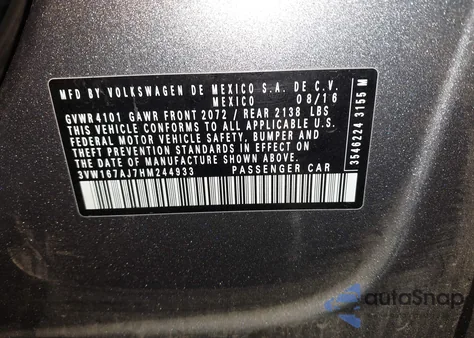 MFD BY VOLKSWAGEN DE MEXICO S.A. DE C.V.
MEXICO 08/16
GVWR4101 GAWR FRONT 2072 / REAR 2138 LBS
THIS VEHICLE CONFORMS TO ALL APPLICABLE U.S.
FEDERAL MOTOR VEHICLE SAFETY, BUMPER AND
THEFT PREVENTION STANDARDS IN EFFECT ON
THE DATE OF MANUFACTURE SHOWN ABOVE.
3VW167AJ7HM244933 PASSENGER CAR
3546224 3155 M
autoSnap